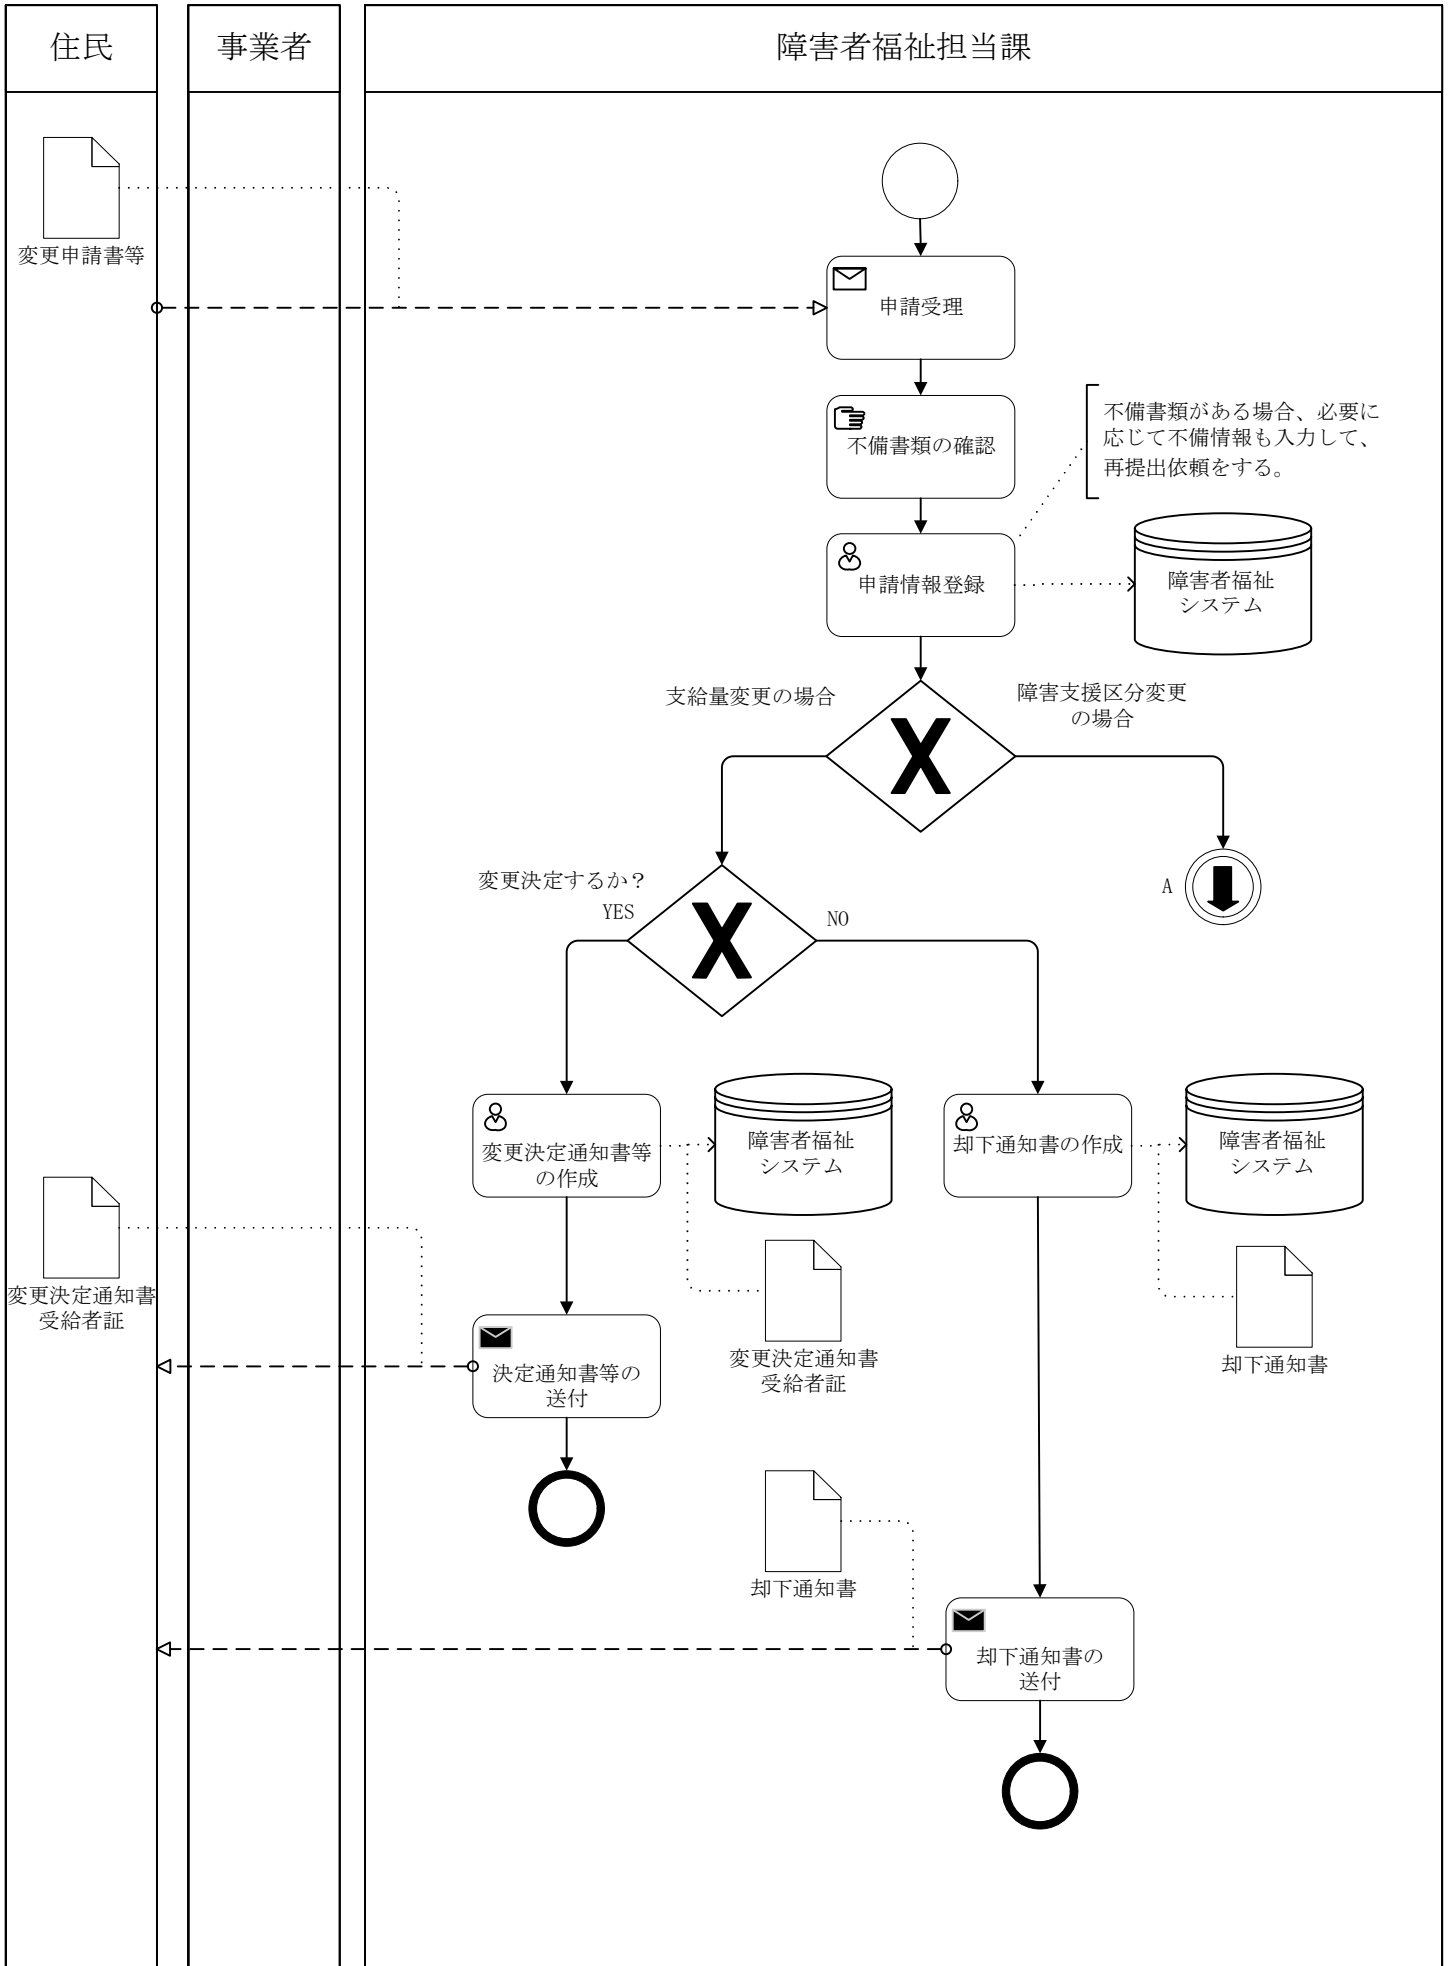 住民
事業者
障害者福祉担当課
変更申請書等
申請受理
不備書類の確認
不備書類がある場合、必要に
応じて不備情報も入力して、
再提出依頼をする。
申請情報登録
障害者福祉
システム
支給量変更の場合
障害支援区分変更
の場合
X
A
変更決定するか？
YES
NO
X
変更決定通知書等
の作成
障害者福祉
システム
却下通知書の作成
障害者福祉
システム
変更決定通知書
受給者証
変更決定通知書
受給者証
却下通知書
決定通知書等の
送付
却下通知書
却下通知書の
送付